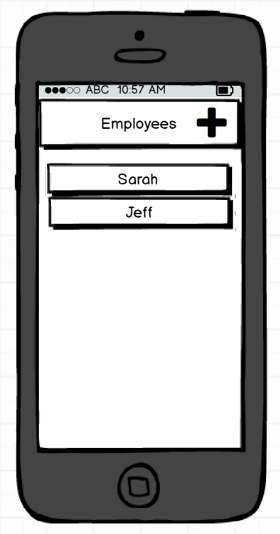 ABC 10:57 AM
Employees
Sarah
Jeff